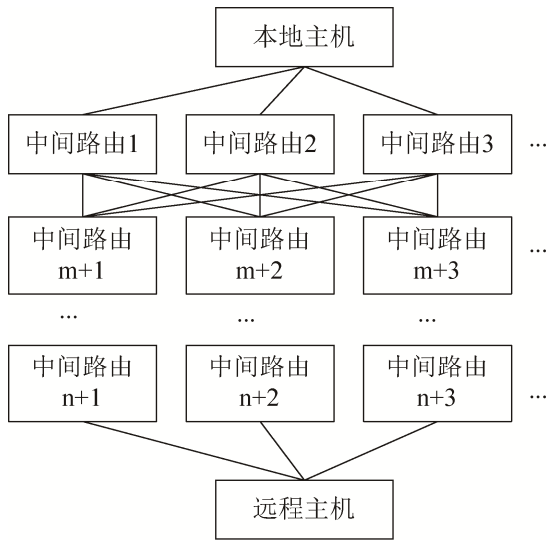 本地主机
中间路由1 中间路由2 中间路由3 ...
中间路由 中间路由 中间路由 ...
m+1 m+2 m+3
... ... ...
中间路由 中间路由 中间路由 ...
n+1 n+2 n+3
远程主机